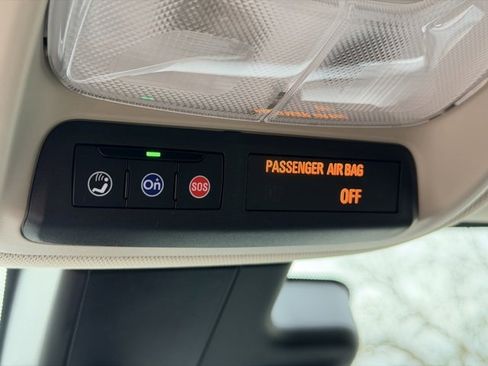 PASSENGER AIR BAG
OFF
On
SOS